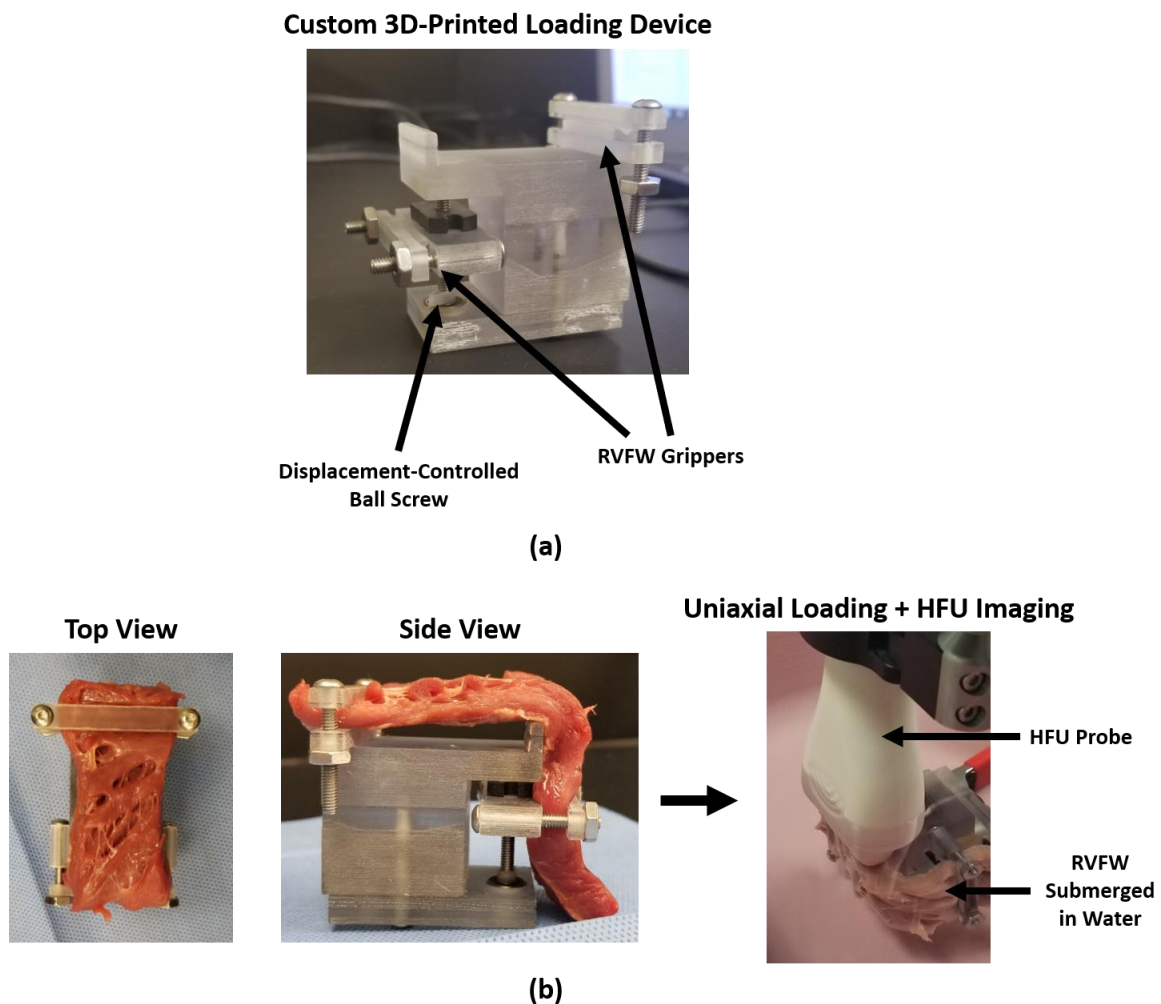 Custom 3D-Printed Loading Device
Displacement-Controlled
Ball Screw
RVFW Grippers
(a)
Top View
Side View
Uniaxial Loading + HFU Imaging
HFU Probe
RVFW
Submerged
in Water
(b)